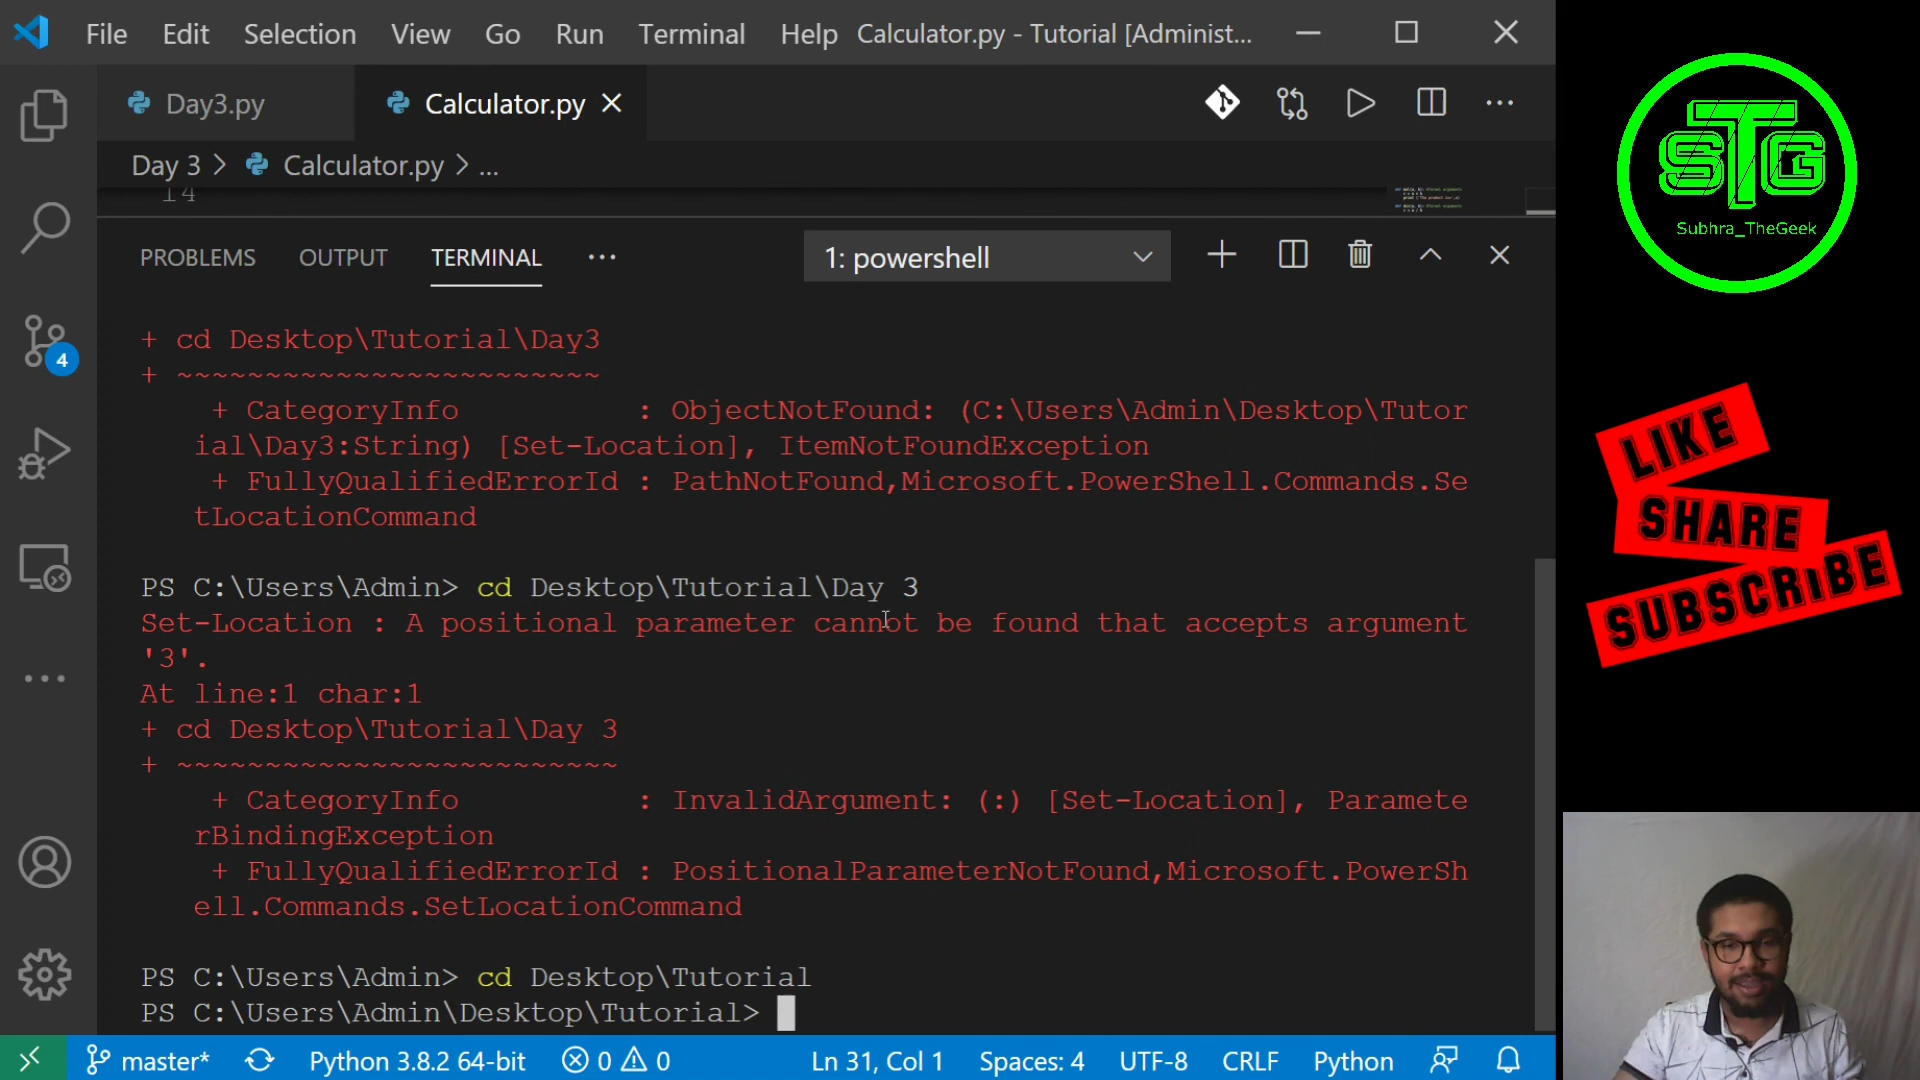 File Edit Selection View Go Run Terminal Help Calculator.py - Tutorial [Administ...
Day3.py Calculator.py
Day 3 > Calculator.py > ...
14
PROBLEMS OUTPUT TERMINAL ... 1: powershell
+ cd Desktop\Tutorial\Day3
+ ~~~~~~~~~~~~~~~~~~~~~~~~
+ CategoryInfo : ObjectNotFound: (C:\Users\Admin\Desktop\Tutor
ial\Day3:String) [Set-Location], ItemNotFoundException
+ FullyQualifiedErrorId : PathNotFound,Microsoft.PowerShell.Commands.Se
tLocationCommand
PS C:\Users\Admin> cd Desktop\Tutorial\Day 3
Set-Location : A positional parameter cannot be found that accepts argument
'3'.
At line:1 char:1
+ cd Desktop\Tutorial\Day 3
+ ~~~~~~~~~~~~~~~~~~~~~~~~~
+ CategoryInfo : InvalidArgument: (:) [Set-Location], Paramete
rBindingException
+ FullyQualifiedErrorId : PositionalParameterNotFound,Microsoft.PowerSh
ell.Commands.SetLocationCommand
PS C:\Users\Admin> cd Desktop\Tutorial
PS C:\Users\Admin\Desktop\Tutorial>
4
master* Python 3.8.2 64-bit 0 0 Ln 31, Col 1 Spaces: 4 UTF-8 CRLF Python
STG
Subhra_TheGeek
LIKE
SHARE
SUBSCRIBE